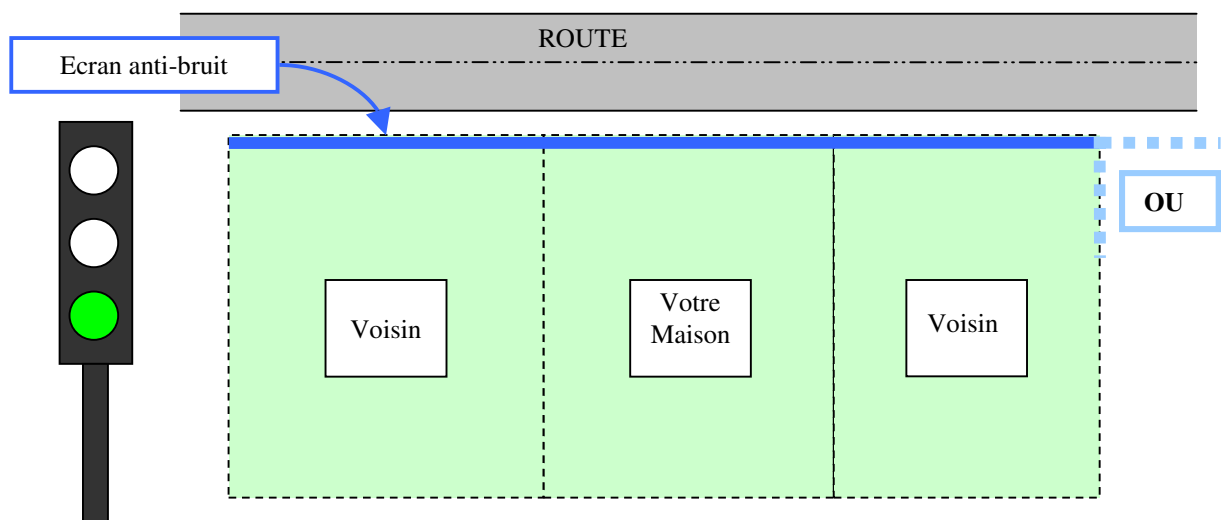 ROUTE
Ecran anti-bruit
OU
Voisin
Votre
Maison
Voisin